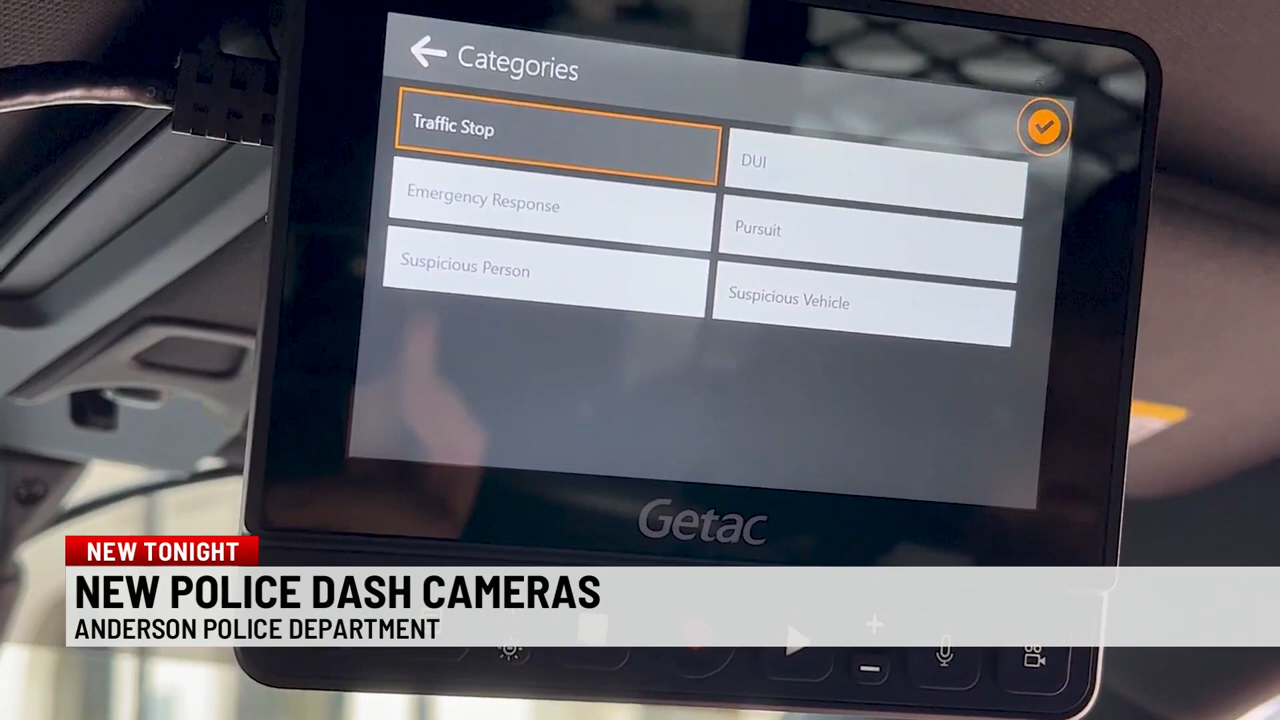 Categories
Traffic Stop
DUI
Emergency Response
Pursuit
Suspicious Person
Suspicious Vehicle
Getac
NEW TONIGHT
NEW POLICE DASH CAMERAS
ANDERSON POLICE DEPARTMENT